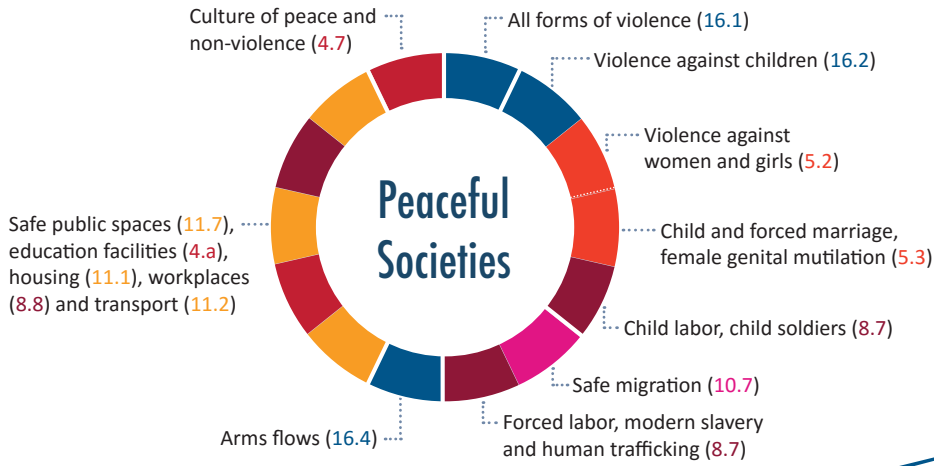 Culture of peace and
non-violence (4.7)
All forms of violence (16.1)
Violence against children (16.2)
Violence against
women and girls (5.2)
Child and forced marriage,
female genital mutilation (5.3)
Child labor, child soldiers (8.7)
Safe migration (10.7)
Forced labor, modern slavery
and human trafficking (8.7)
Arms flows (16.4)
Safe public spaces (11.7),
education facilities (4.a),
housing (11.1), workplaces
(8.8) and transport (11.2)
Peaceful
Societies